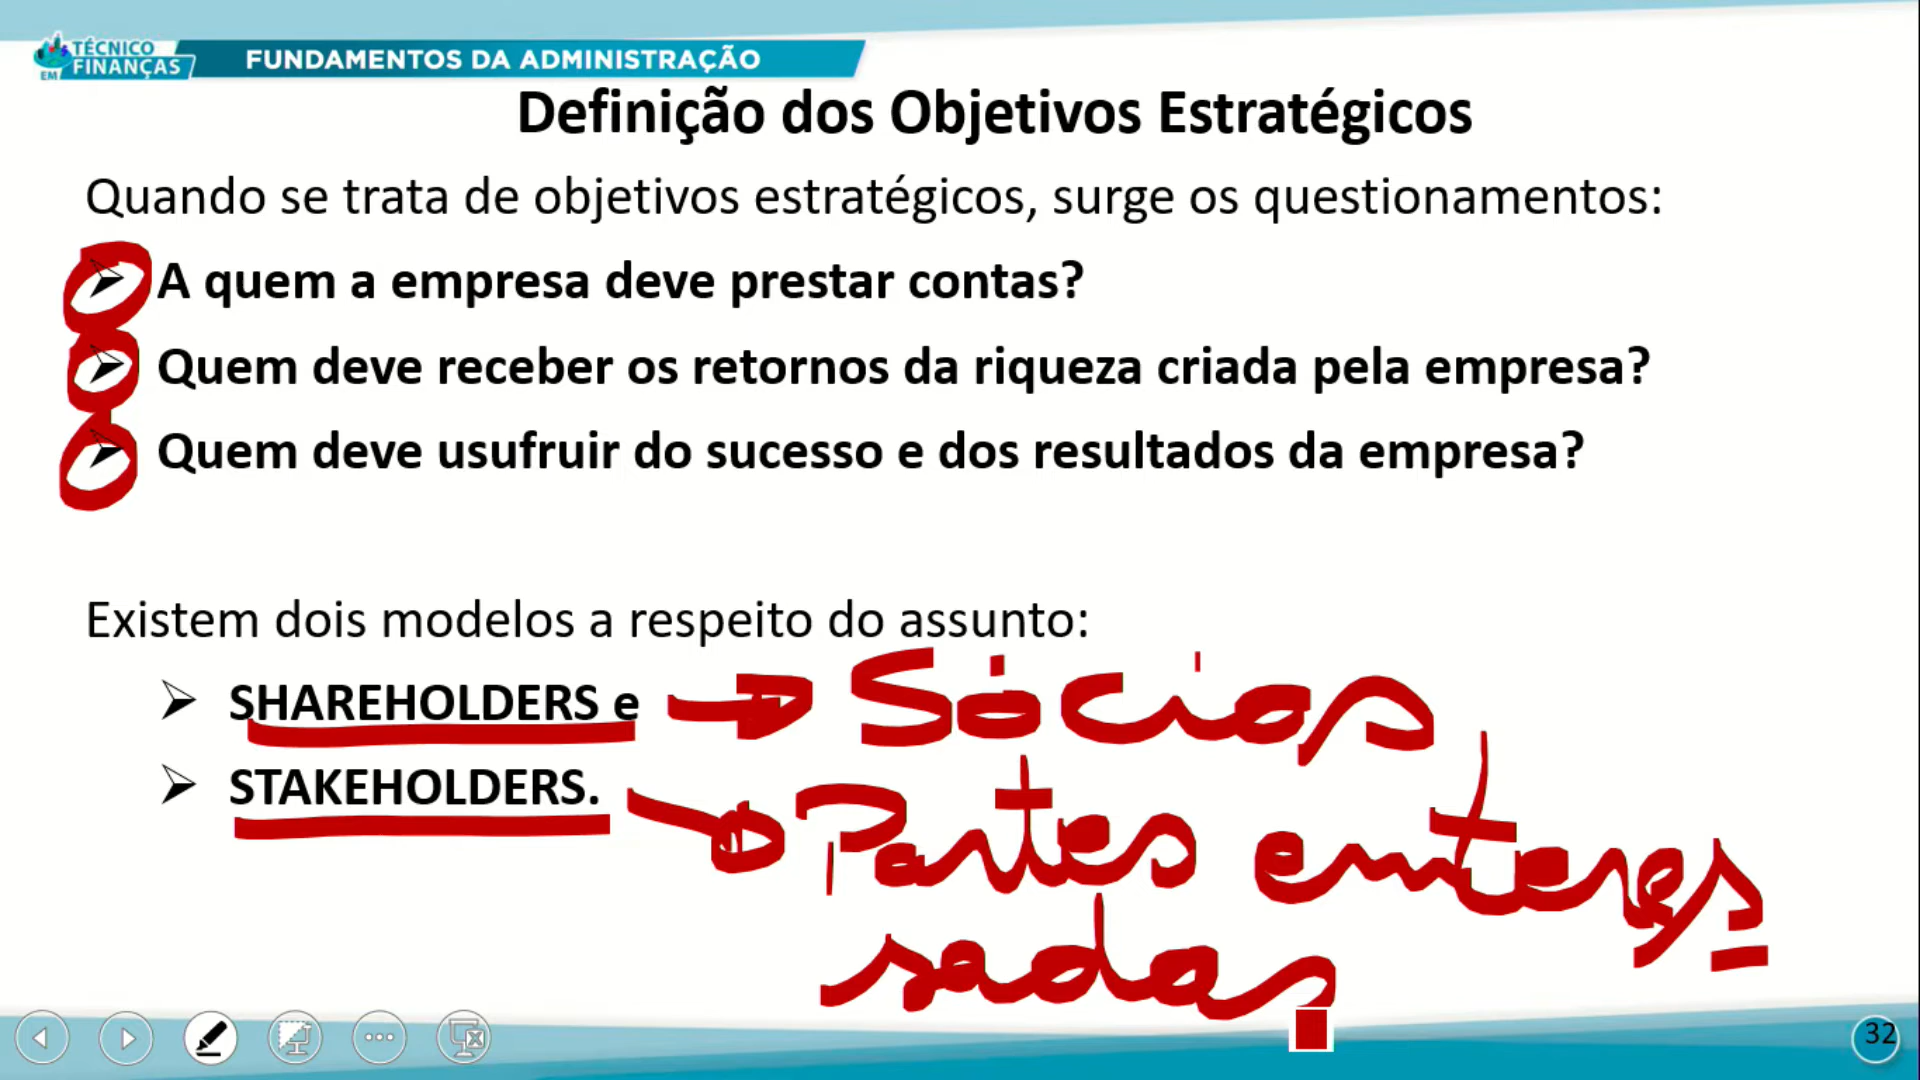 TÉCNICO
EM FINANÇAS
FUNDAMENTOS DA ADMINISTRAÇÃO
Definição dos Objetivos Estratégicos
Quando se trata de objetivos estratégicos, surge os questionamentos:
➢ A quem a empresa deve prestar contas?
➢ Quem deve receber os retornos da riqueza criada pela empresa?
➢ Quem deve usufruir do sucesso e dos resultados da empresa?
Existem dois modelos a respeito do assunto:
➢ SHAREHOLDERS e → Sócios
➢ STAKEHOLDERS. → Partes enteres
sadas
32